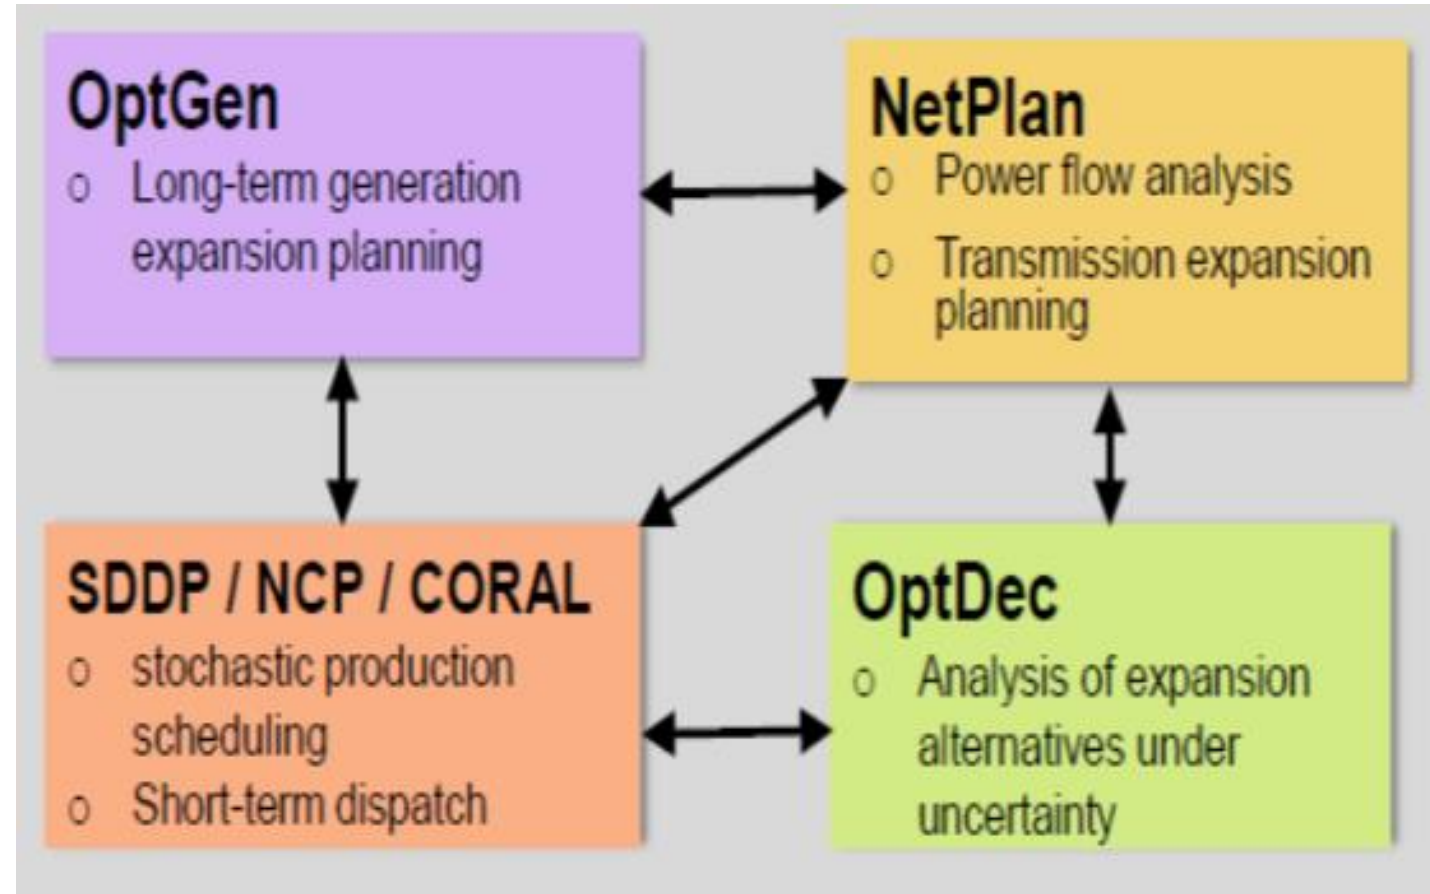 OptGen
o Long-term generation
expansion planning
NetPlan
o Power flow analysis
o Transmission expansion
planning
SDDP / NCP / CORAL
o stochastic production
scheduling
o Short-term dispatch
OptDec
o Analysis of expansion
alternatives under
uncertainty